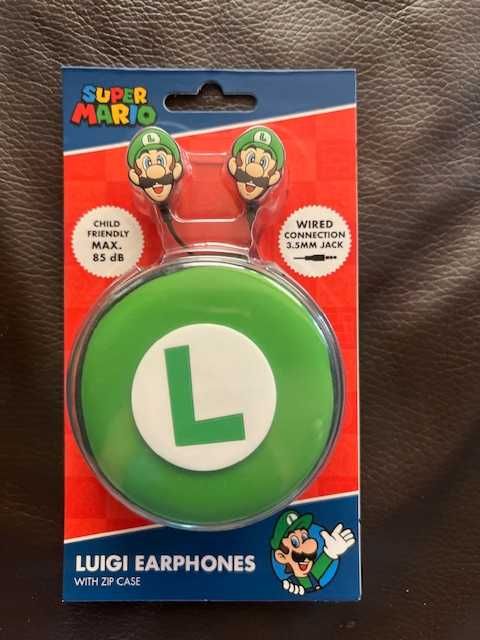 SUPER
MARIO
L
L
CHILD
FRIENDLY
MAX.
85 dB
WIRED
CONNECTION
3.5MM JACK
L
LUIGI EARPHONES
WITH ZIP CASE
L